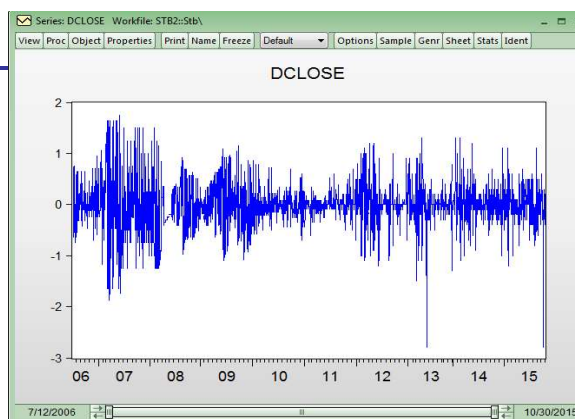 Series: DCLOSE Workfile: STB2::Stb\
View Proc Object Properties Print Name Freeze Default Options Sample Genr Sheet Stats Ident
DCLOSE
2
1
0
-1
-2
-3
06 07 08 09 10 11 12 13 14 15
7/12/2006 10/30/2015